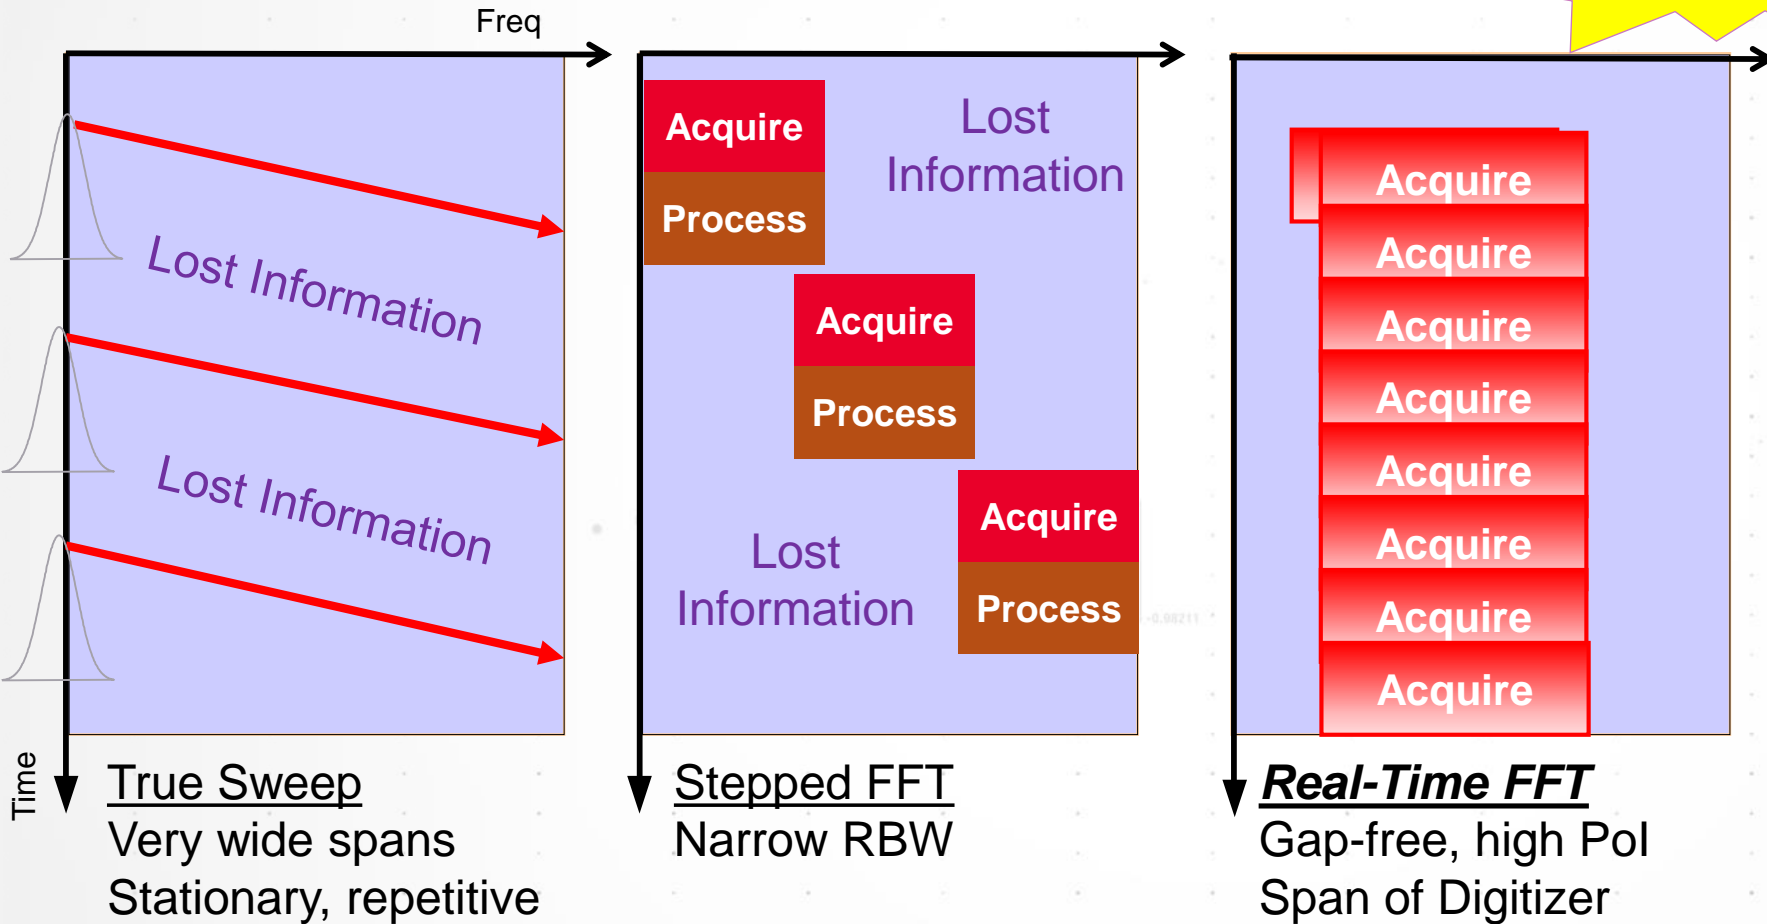 Freq
Time
Lost Information
Lost Information
True Sweep
Very wide spans
Stationary, repetitive
Acquire
Process
Lost
Information
Acquire
Process
Lost
Information
Acquire
Process
Stepped FFT
Narrow RBW
-0.98211
Acquire
Acquire
Acquire
Acquire
Acquire
Acquire
Acquire
Acquire
Real-Time FFT
Gap-free, high PoI
Span of Digitizer